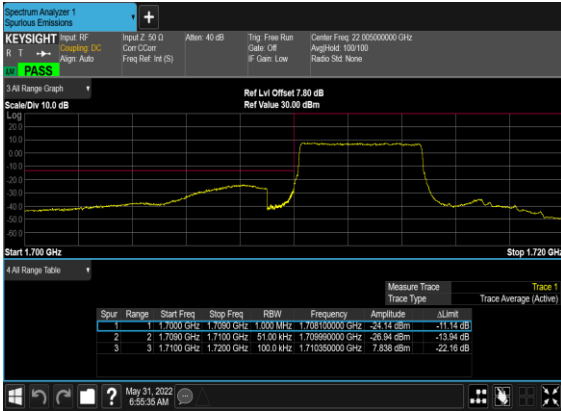 Spectrum Analyzer 1
Spurious Emissions
+
KEYSIGHT
R T
LU PASS
Input: RF
Coupling: DC
Align: Auto
Input Z: 50 Ω
Corr CCorr
Freq Ref: Int (S)
Atten: 40 dB
Trig: Free Run
Gate: Off
IF Gain: Low
Center Freq: 22.005000000 GHz
Avg|Hold: 100/100
Radio Std: None
3 All Range Graph
Scale/Div 10.0 dB
Ref Lvl Offset 7.80 dB
Ref Value 30.00 dBm
Log
20.0
10.0
0.00
-10.0
-20.0
-30.0
-40.0
-50.0
-60.0
Start 1.700 GHz
Stop 1.720 GHz
4 All Range Table
Measure Trace Trace 1
Trace Type Trace Average (Active)
Spur Range Start Freq Stop Freq RBW Frequency Amplitude ΔLimit
1 1 1.7000 GHz 1.7090 GHz 1.000 MHz 1.708100000 GHz -24.14 dBm -11.14 dB
2 2 1.7090 GHz 1.7100 GHz 51.00 kHz 1.709990000 GHz -26.94 dBm -13.94 dB
3 3 1.7100 GHz 1.7200 GHz 100.0 kHz 1.710350000 GHz 7.838 dBm -22.16 dB
?
May 31, 2022
6:55:35 AM